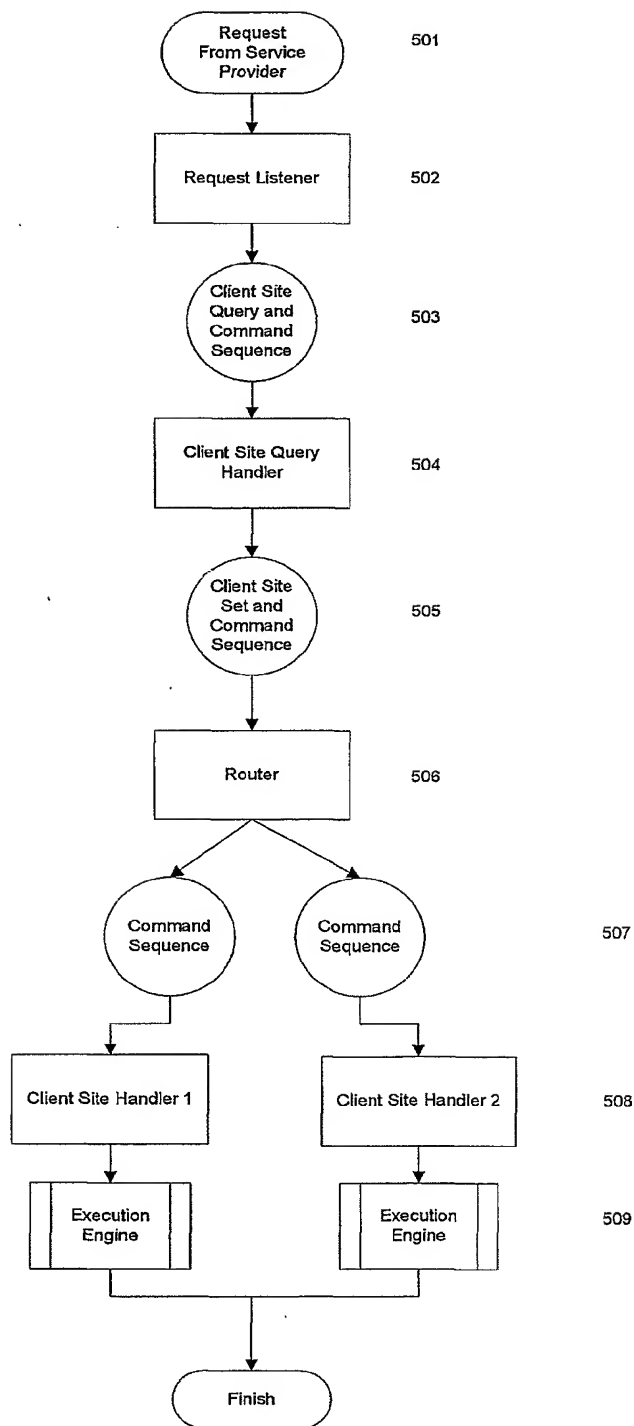 Request
From Service
Provider
501
Request Listener
502
Client Site
Query and
Command
Sequence
503
Client Site Query
Handler
504
Client Site
Set and
Command
Sequence
505
Router
506
Command
Sequence
Command
Sequence
507
Client Site Handler 1
Client Site Handler 2
508
Execution
Engine
Execution
Engine
509
Finish